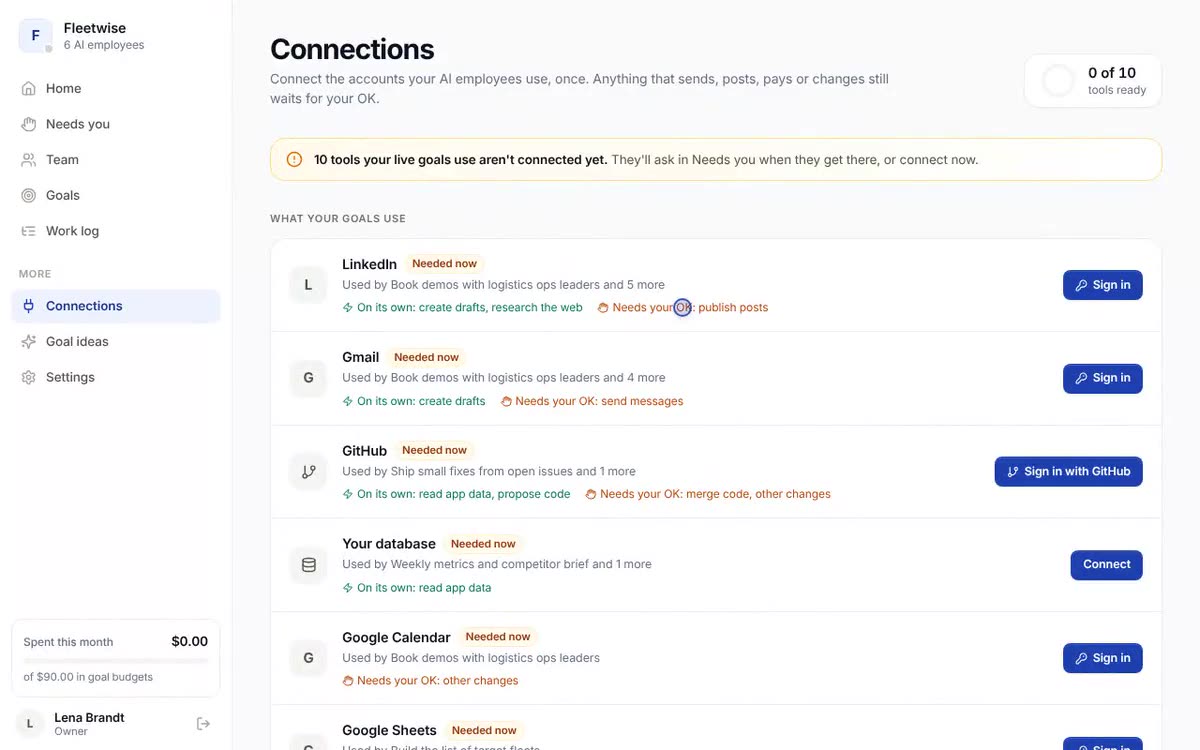 F
Fleetwise
6 AI employees
Home
Needs you
Team
Goals
Work log
MORE
Connections
Goal ideas
Settings
Spent this month $0.00
of $90.00 in goal budgets
L
Lena Brandt
Owner
Connections
Connect the accounts your AI employees use, once. Anything that sends, posts, pays or changes still
waits for your OK.
0 of 10
tools ready
10 tools your live goals use aren't connected yet. They'll ask in Needs you when they get there, or connect now.
WHAT YOUR GOALS USE
L
LinkedIn Needed now
Used by Book demos with logistics ops leaders and 5 more
On its own: create drafts, research the web Needs your OK: publish posts
Sign in
G
Gmail Needed now
Used by Book demos with logistics ops leaders and 4 more
On its own: create drafts Needs your OK: send messages
Sign in
GitHub Needed now
Used by Ship small fixes from open issues and 1 more
On its own: read app data, propose code Needs your OK: merge code, other changes
Sign in with GitHub
Your database Needed now
Used by Weekly metrics and competitor brief and 1 more
On its own: read app data
Connect
G
Google Calendar Needed now
Used by Book demos with logistics ops leaders
Needs your OK: other changes
Sign in
G
Google Sheets Needed now
Used by Build the list of target fleets
Sign in